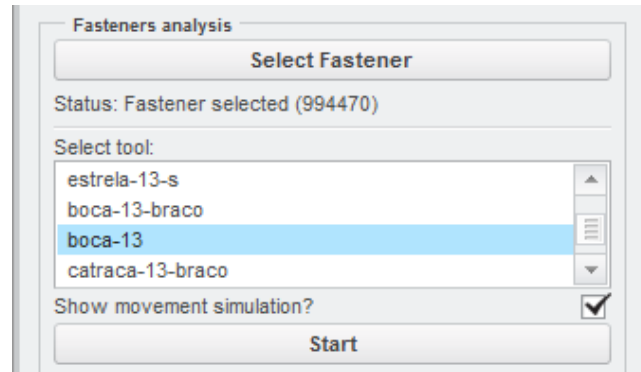 Fasteners analysis
Select Fastener
Status: Fastener selected (994470)
Select tool:
estrela-13-s
boca-13-braco
boca-13
catraca-13-braco
Show movement simulation?
Start